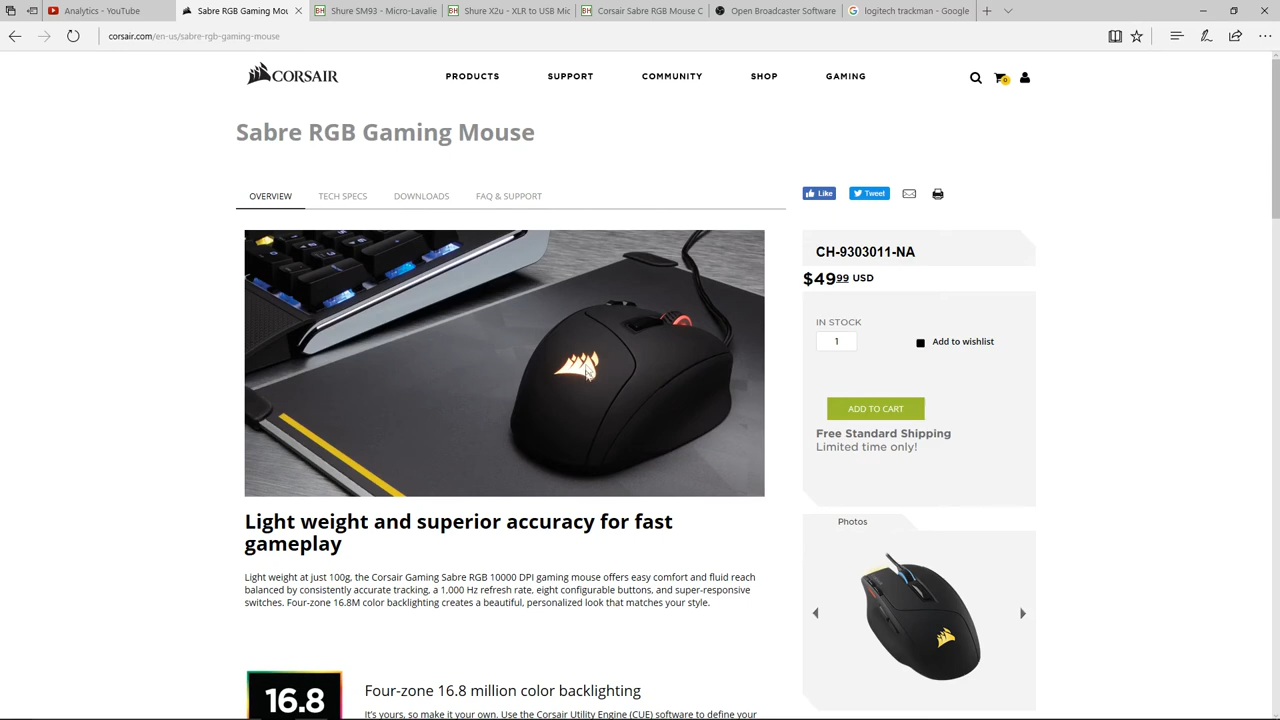 Analytics - YouTube
Sabre RGB Gaming Mou
Shure SM93 - Micro-Lavalie
Shure X2u - XLR to USB Mic
Corsair Sabre RGB Mouse C
Open Broadcaster Software
logitech trackman - Google
corsair.com/en-us/sabre-rgb-gaming-mouse
CORSAIR
PRODUCTS
SUPPORT
COMMUNITY
SHOP
GAMING
0
Sabre RGB Gaming Mouse
OVERVIEW
TECH SPECS
DOWNLOADS
FAQ & SUPPORT
Like
Tweet
CH-9303011-NA
$49.99 USD
IN STOCK
1
Add to wishlist
ADD TO CART
Free Standard Shipping
Limited time only!
Photos
Light weight and superior accuracy for fast
gameplay
Light weight at just 100g, the Corsair Gaming Sabre RGB 10000 DPI gaming mouse offers easy comfort and fluid reach
balanced by consistently accurate tracking, a 1,000 Hz refresh rate, eight configurable buttons, and super-responsive
switches. Four-zone 16.8M color backlighting creates a beautiful, personalized look that matches your style.
16.8
Four-zone 16.8 million color backlighting
It's yours, so make it your own. Use the Corsair Utility Engine (CUE) software to define your